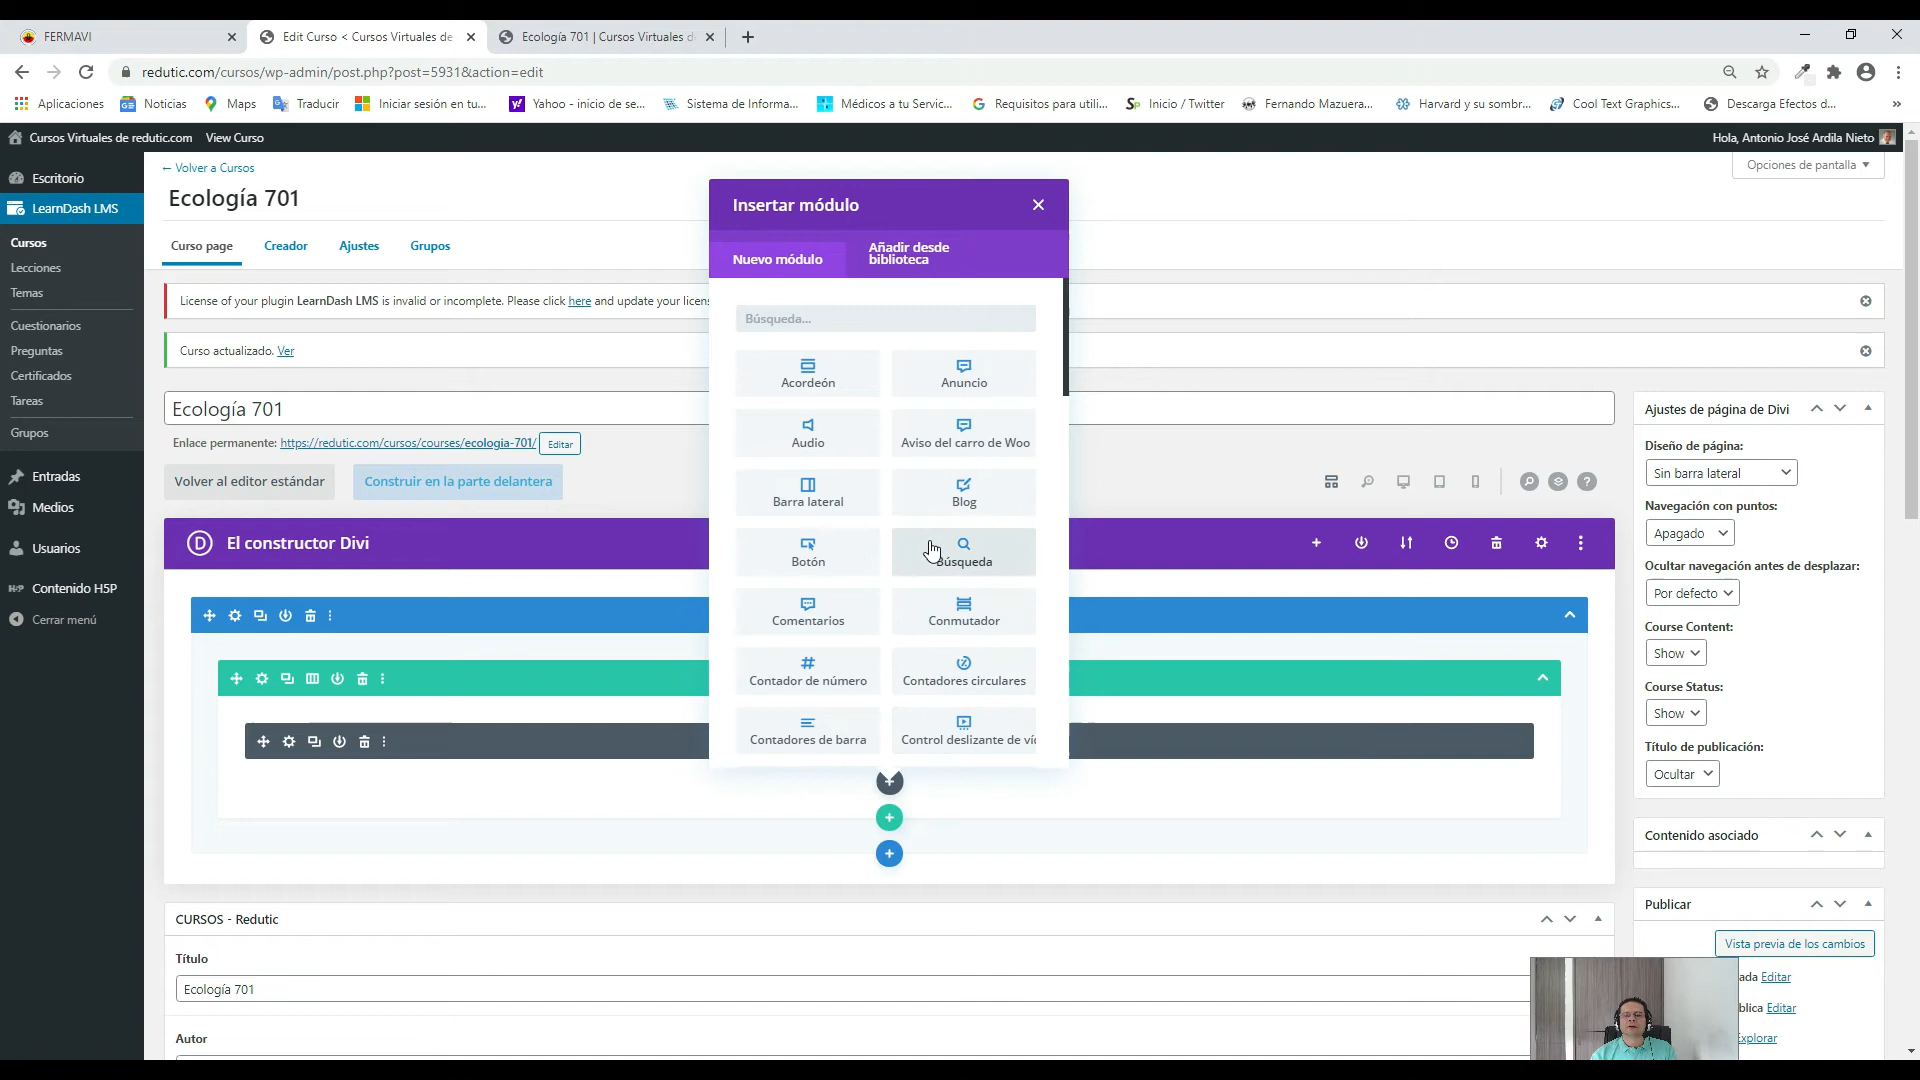 FERMAVI
Edit Curso < Cursos Virtuales de
Ecología 701 | Cursos Virtuales d
redutic.com/cursos/wp-admin/post.php?post=5931&action=edit
Aplicaciones
Noticias
Maps
Traducir
Iniciar sesión en tu...
Yahoo - inicio de se...
Sistema de Informa...
Médicos a tu Servic...
Requisitos para utili...
Inicio / Twitter
Fernando Mazuera...
Harvard y su sombr...
Cool Text Graphics...
Descarga Efectos d...
Cursos Virtuales de redutic.com
View Curso
Hola, Antonio José Ardila Nieto
Escritorio
LearnDash LMS
Cursos
Lecciones
Temas
Cuestionarios
Preguntas
Certificados
Tareas
Grupos
Entradas
Medios
Usuarios
H5P Contenido H5P
Cerrar menú
← Volver a Cursos
Opciones de pantalla
Ecología 701
Curso page
Creador
Ajustes
Grupos
License of your plugin LearnDash LMS is invalid or incomplete. Please click here and update your licen
Curso actualizado. Ver
Ecología 701
Enlace permanente: https://redutic.com/cursos/courses/ecologia-701/ Editar
Volver al editor estándar
Construir en la parte delantera
El constructor Divi
Insertar módulo
Nuevo módulo
Añadir desde
biblioteca
Búsqueda...
Acordeón
Anuncio
Audio
Aviso del carro de Woo
Barra lateral
Blog
Botón
Búsqueda
Comentarios
Conmutador
Contador de número
Contadores circulares
Contadores de barra
Control deslizante de víd
CURSOS - Redutic
Título
Ecología 701
Autor
Ajustes de página de Divi
Diseño de página:
Sin barra lateral
Navegación con puntos:
Apagado
Ocultar navegación antes de desplazar:
Por defecto
Course Content:
Show
Course Status:
Show
Título de publicación:
Ocultar
Contenido asociado
Publicar
Vista previa de los cambios
ada Editar
blica Editar
Explorar